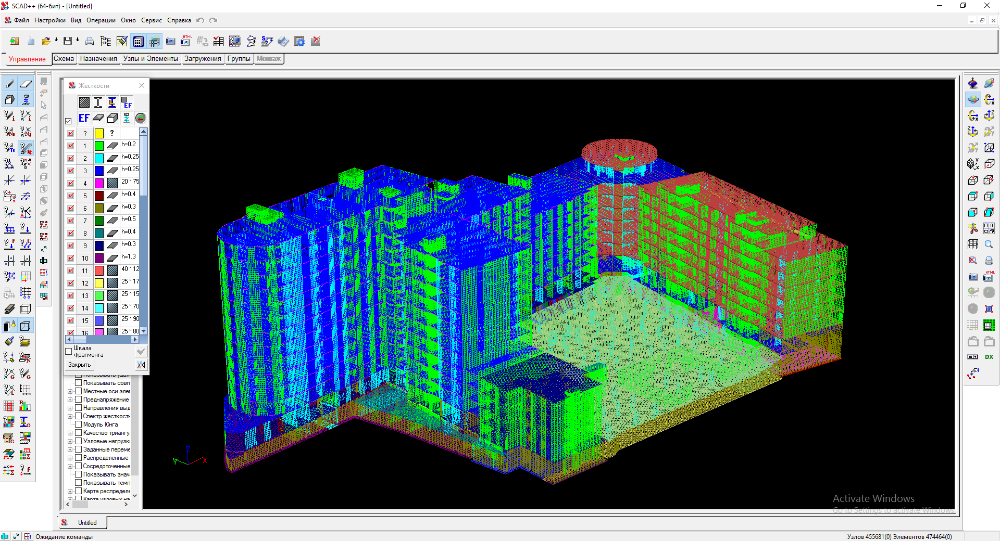 SCAD++ (64-бит) - [Untitled]
Файл Настройки Вид Операции Окно Сервис Справка
HTML
Управление Схема Назначения Узлы и Элементы Загружения Группы Монтаж
Жесткости
EF
EF
? ?
1 h=0.2
2 h=0.25
3 h=0.25
4 20 * 75
5 h=0.4
6 h=0.3
7 h=0.5
8 h=0.4
9 h=0.3
10 h=1.3
11 40 * 12
12 25 * 17
13 25 * 15
14 25 * 70
15 25 * 90
16 25 * 80
Шкала
фрагмента
Закрыть
Показывать совп
Местные оси элем
Преднапряжение
Направления выд
Спектр жесткостн
Модуль Юнга
Качество триангу.
Узловые нагрузки
Заданные переме
Распределенные
Сосредоточенные
Показывать знач
Показывать темп
Карта распределе
Карта узловых на
Z
Y
X
HTML
DX
Activate Windows
Go to Settings to activate Windows.
Untitled
Ожидание команды
Узлов 455681(0) Элементов 474464(0)